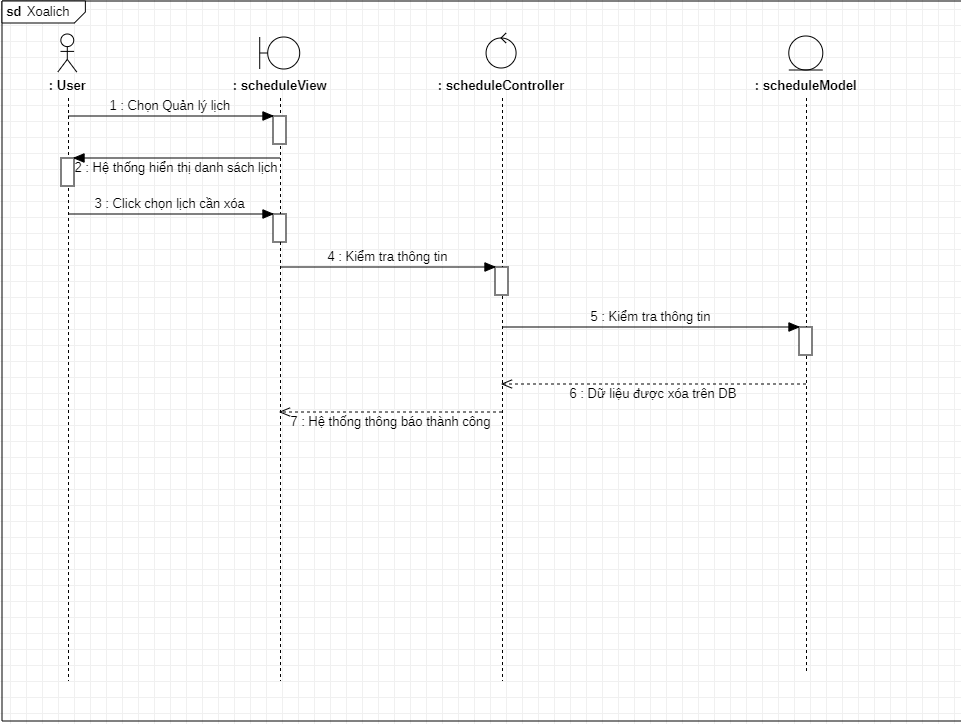 sd Xoalich
: User
: scheduleView
: scheduleController
: scheduleModel
1 : Chọn Quản lý lịch
2 : Hệ thống hiển thị danh sách lịch
3 : Click chọn lịch cần xóa
4 : Kiểm tra thông tin
5 : Kiểm tra thông tin
6 : Dữ liệu được xóa trên DB
7 : Hệ thống thông báo thành công